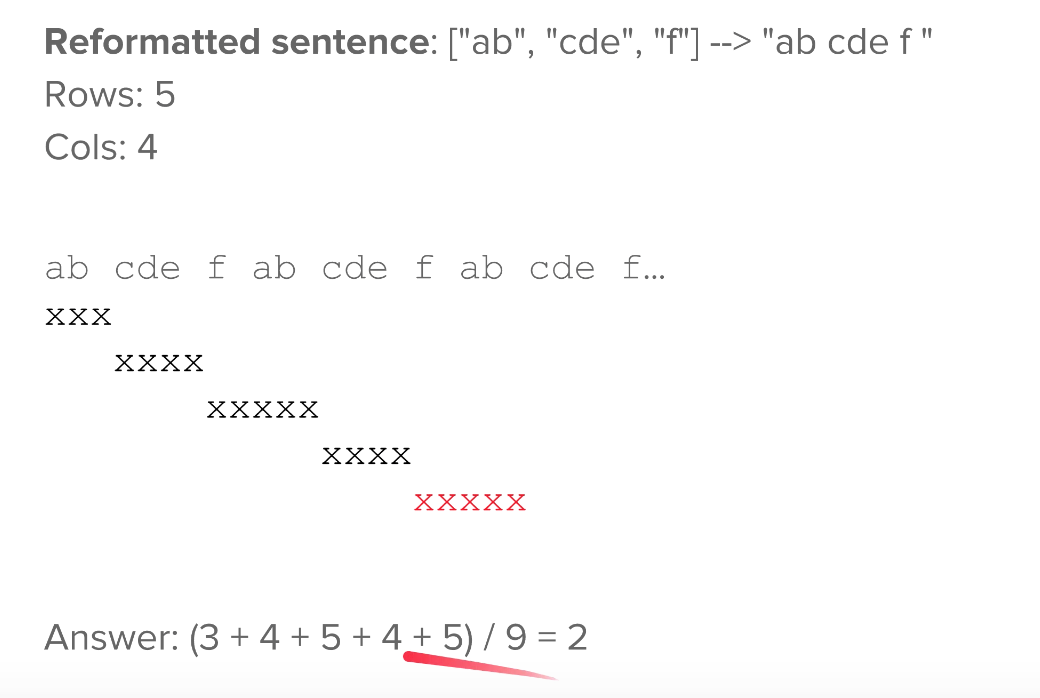 Reformatted sentence: ["ab", "cde", "f"] --> "ab cde f "
Rows: 5
Cols: 4
ab cde f ab cde f ab cde f...
xxx
xxxx
xxxxx
xxxx
xxxxx
Answer: (3 + 4 + 5 + 4 + 5) / 9 = 2